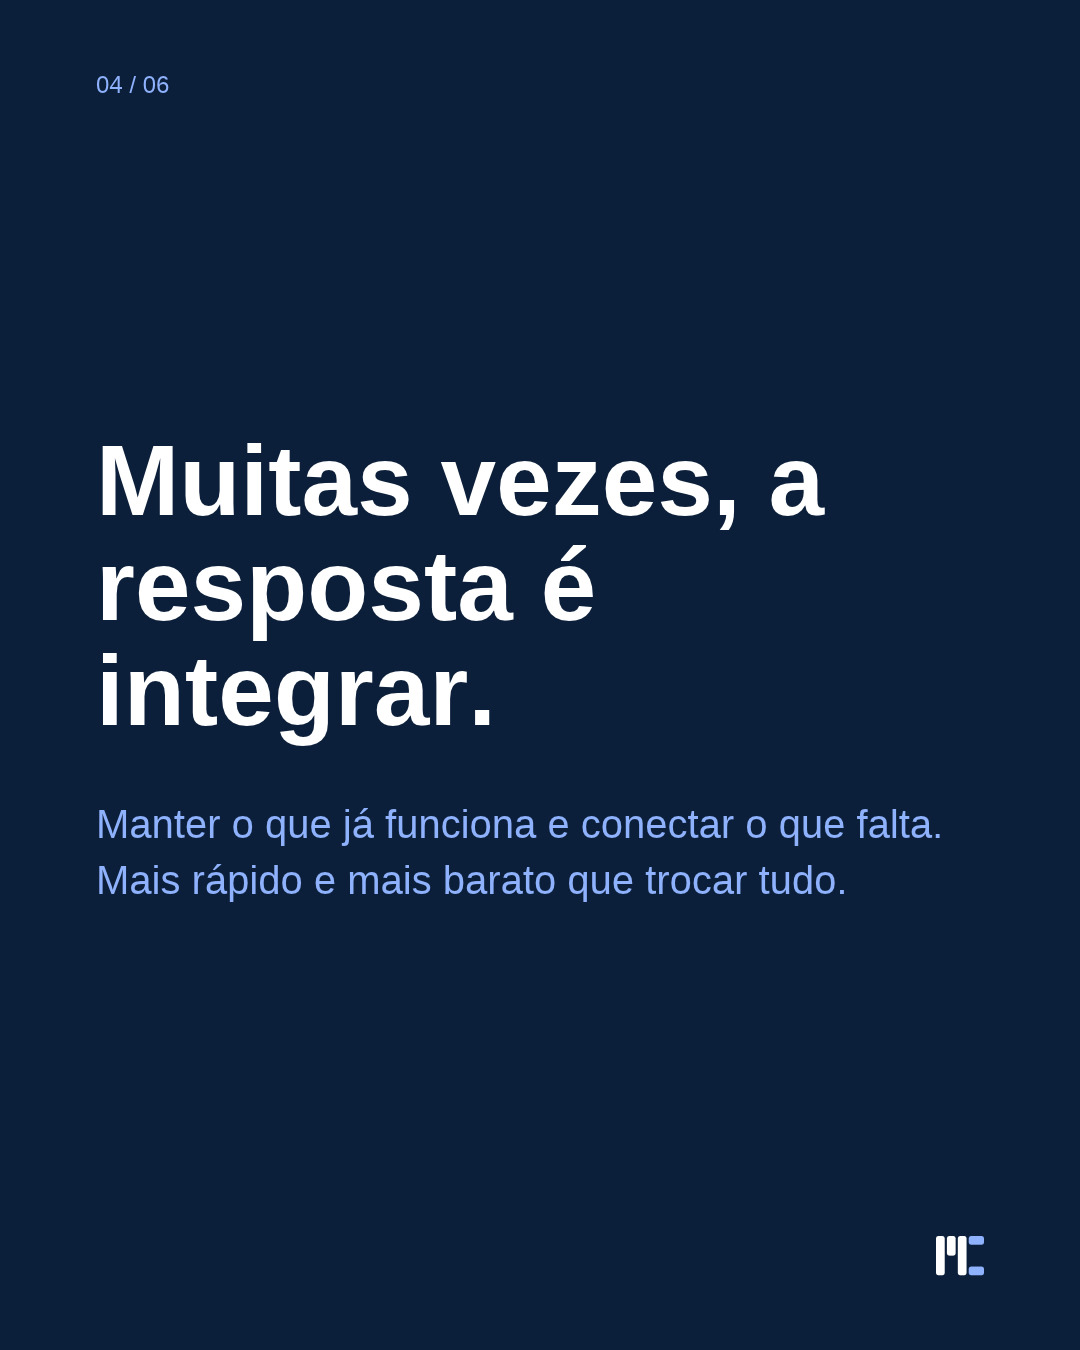 04 / 06
Muitas vezes, a
resposta é
integrar.
Manter o que já funciona e conectar o que falta.
Mais rápido e mais barato que trocar tudo.
MC